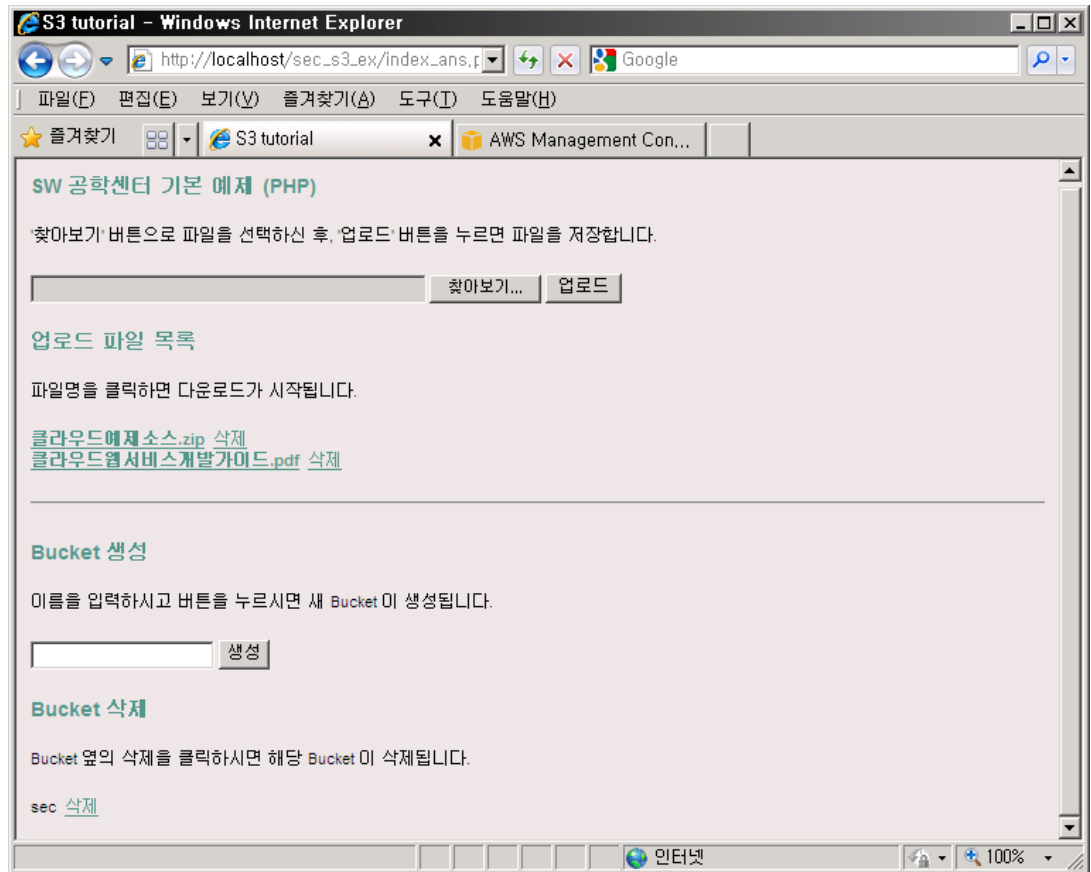 S3 tutorial - Windows Internet Explorer
http://localhost/sec_s3_ex/index_ans.p
Google
파일(F) 편집(E) 보기(V) 즐겨찾기(A) 도구(T) 도움말(H)
즐겨찾기 S3 tutorial AWS Management Con...
SW 공학센터 기본 예제 (PHP)
'찾아보기' 버튼으로 파일을 선택하신 후, '업로드' 버튼을 누르면 파일을 저장합니다.
찾아보기... 업로드
업로드 파일 목록
파일명을 클릭하면 다운로드가 시작됩니다.
클라우드예제소스.zip 삭제
클라우드웹서비스개발가이드.pdf 삭제
Bucket 생성
이름을 입력하시고 버튼을 누르시면 새 Bucket 이 생성됩니다.
생성
Bucket 삭제
Bucket 옆의 삭제을 클릭하시면 해당 Bucket 이 삭제됩니다.
sec 삭제
인터넷 100%